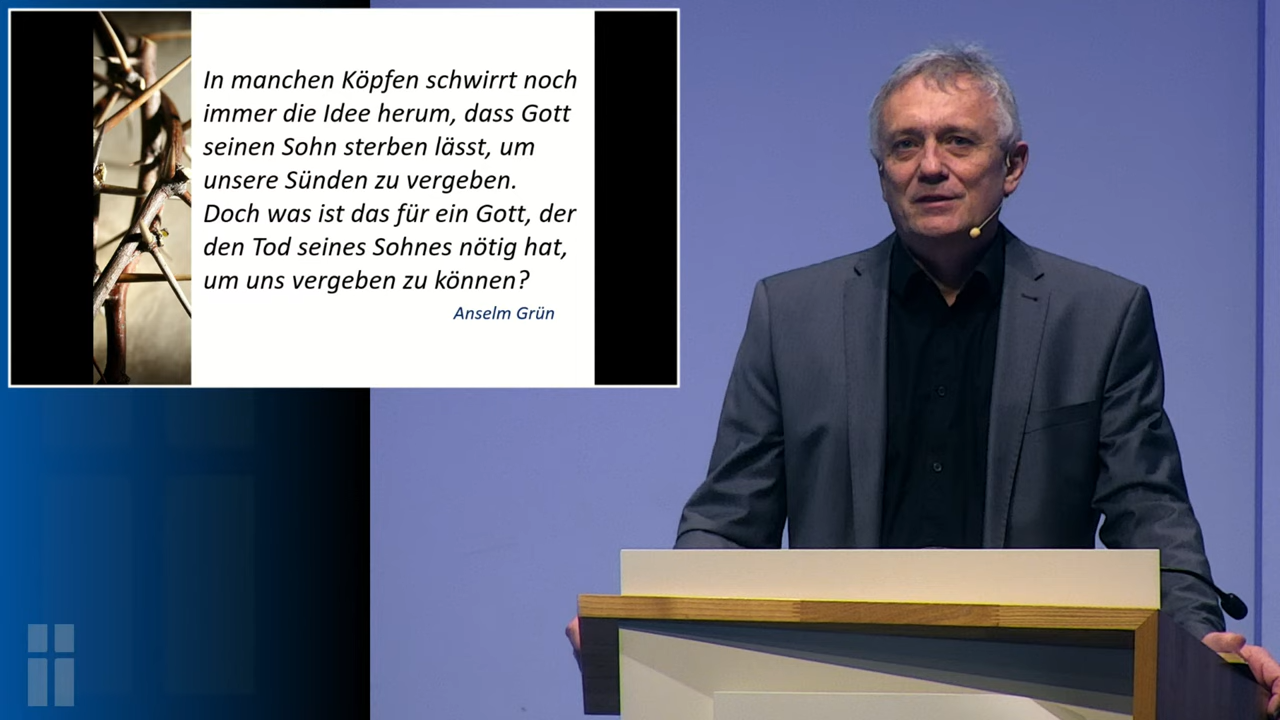 In manchen Köpfen schwirrt noch
immer die Idee herum, dass Gott
seinen Sohn sterben lässt, um
unsere Sünden zu vergeben.
Doch was ist das für ein Gott, der
den Tod seines Sohnes nötig hat,
um uns vergeben zu können?
Anselm Grün